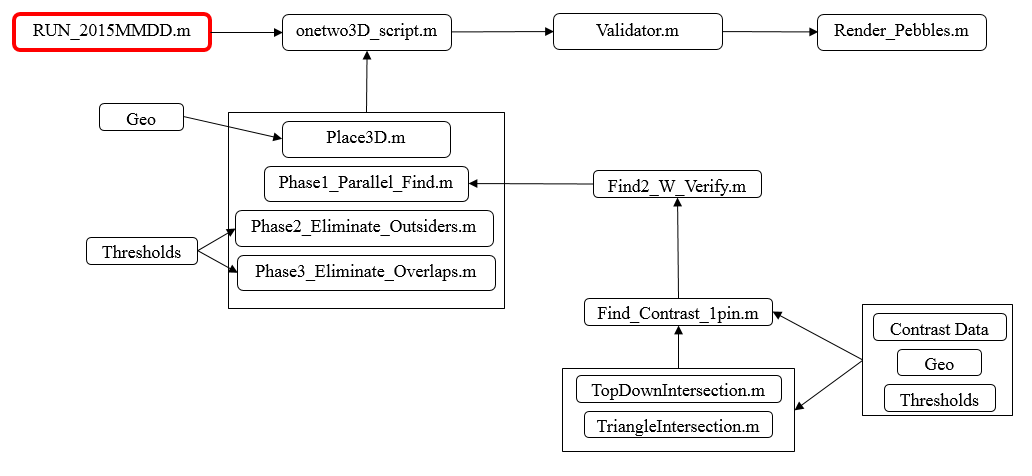 RUN_2015MMDD.m
onetwo3D_script.m
Validator.m
Render_Pebbles.m
Geo
Place3D.m
Phase1_Parallel_Find.m
Find2_W_Verify.m
Phase2_Eliminate_Outsiders.m
Thresholds
Phase3_Eliminate_Overlaps.m
Find_Contrast_1pin.m
Contrast Data
Geo
Thresholds
TopDownIntersection.m
TriangleIntersection.m